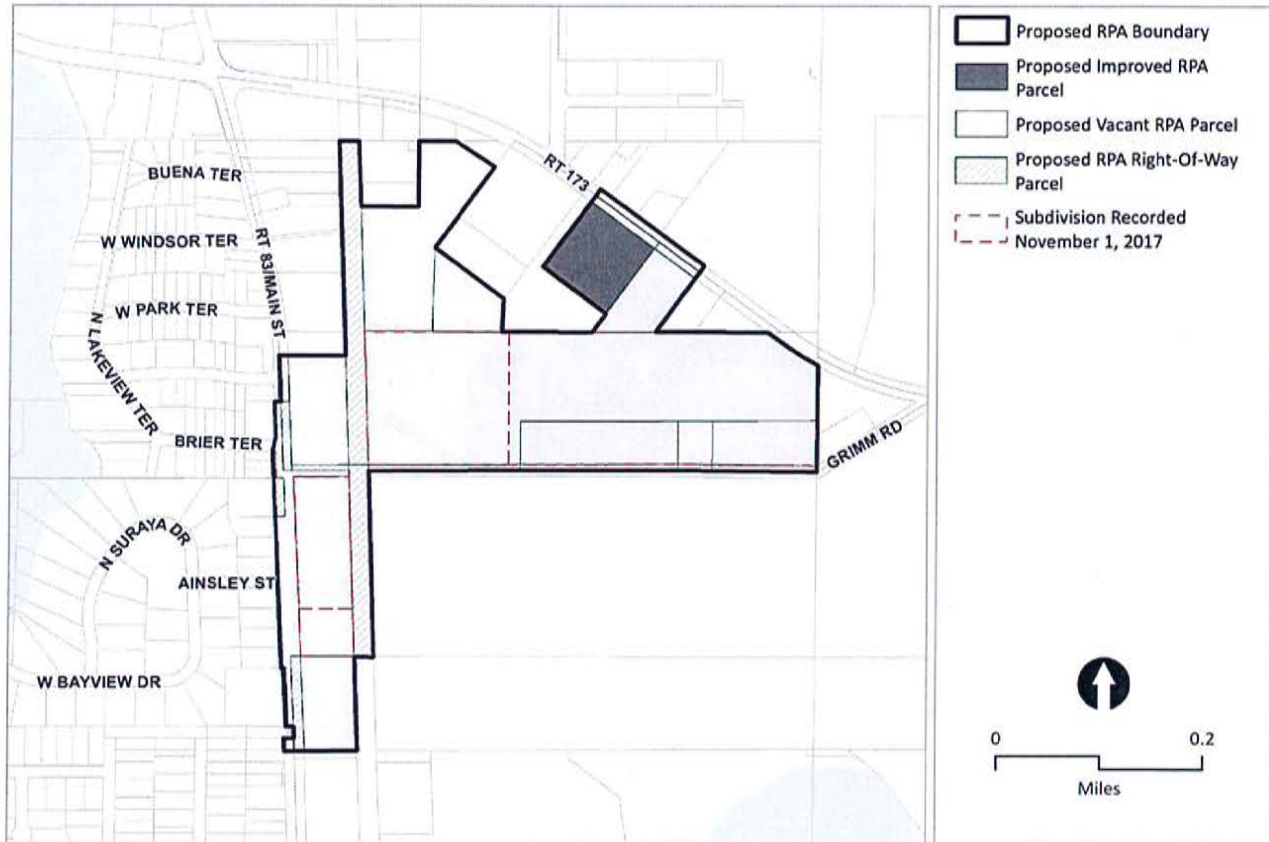 BUENA TER
W WINDSOR TER
W PARK TER
N LAKEVIEW TER
BRIER TER
RT 83/MAIN ST
RT 173
GRIMM RD
N SURAYA DR
AINSLEY ST
W BAYVIEW DR
Proposed RPA Boundary
Proposed Improved RPA
Parcel
Proposed Vacant RPA Parcel
Proposed RPA Right-Of-Way
Parcel
Subdivision Recorded
November 1, 2017
0 0.2
Miles